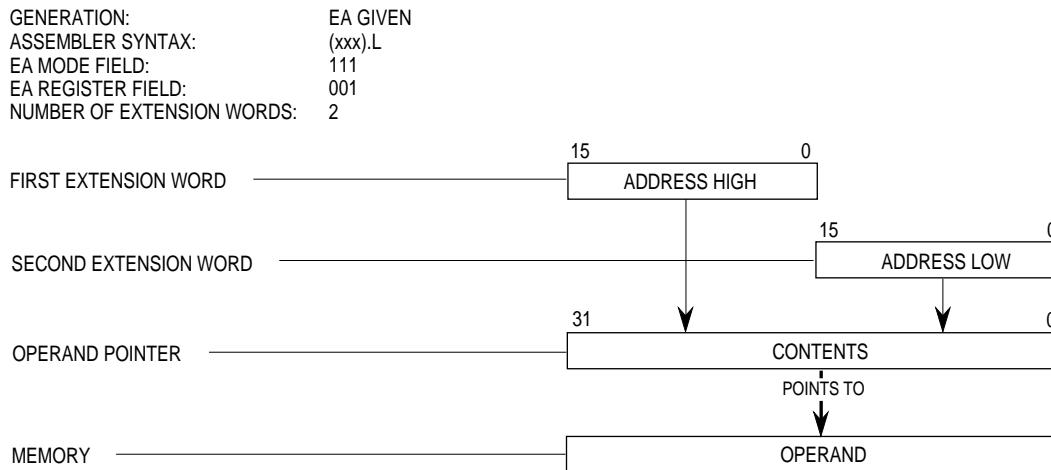 GENERATION: EA GIVEN
ASSEMBLER SYNTAX: (xxx).L
EA MODE FIELD: 111
EA REGISTER FIELD: 001
NUMBER OF EXTENSION WORDS: 2
15 0
FIRST EXTENSION WORD ADDRESS HIGH
15 0
SECOND EXTENSION WORD ADDRESS LOW
31 0
OPERAND POINTER CONTENTS
POINTS TO
MEMORY OPERAND